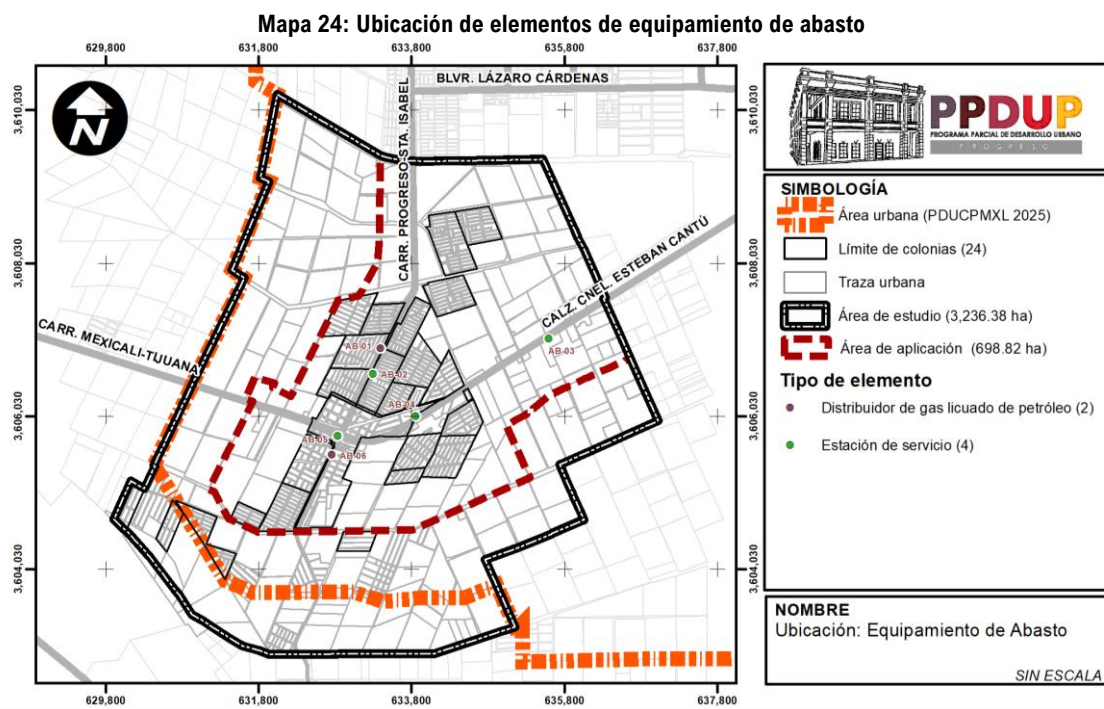 Mapa 24: Ubicación de elementos de equipamiento de abasto
629,800 631,800 633,800 635,800 637,800
3,610,030
3,608,030
3,606,030
3,604,030
N
BLVR. LÁZARO CÁRDENAS
CARR. PROGRESO-STA. ISABEL
CALZ. CNEL. ESTEBAN CANTÚ
CARR. MEXICALI-TIJUANA
AB-01
AB-02
AB-03
AB-04
AB-05
AB-06
3,610,030
3,608,030
3,606,030
3,604,030
629,800 631,800 633,800 635,800 637,800
PPDUP
PROGRAMA PARCIAL DE DESARROLLO URBANO
PROGRESO
SIMBOLOGÍA
Área urbana (PDUCPMXL 2025)
Límite de colonias (24)
Traza urbana
Área de estudio (3,236.38 ha)
Área de aplicación (698.82 ha)
Tipo de elemento
Distribuidor de gas licuado de petróleo (2)
Estación de servicio (4)
NOMBRE
Ubicación: Equipamiento de Abasto
SIN ESCALA